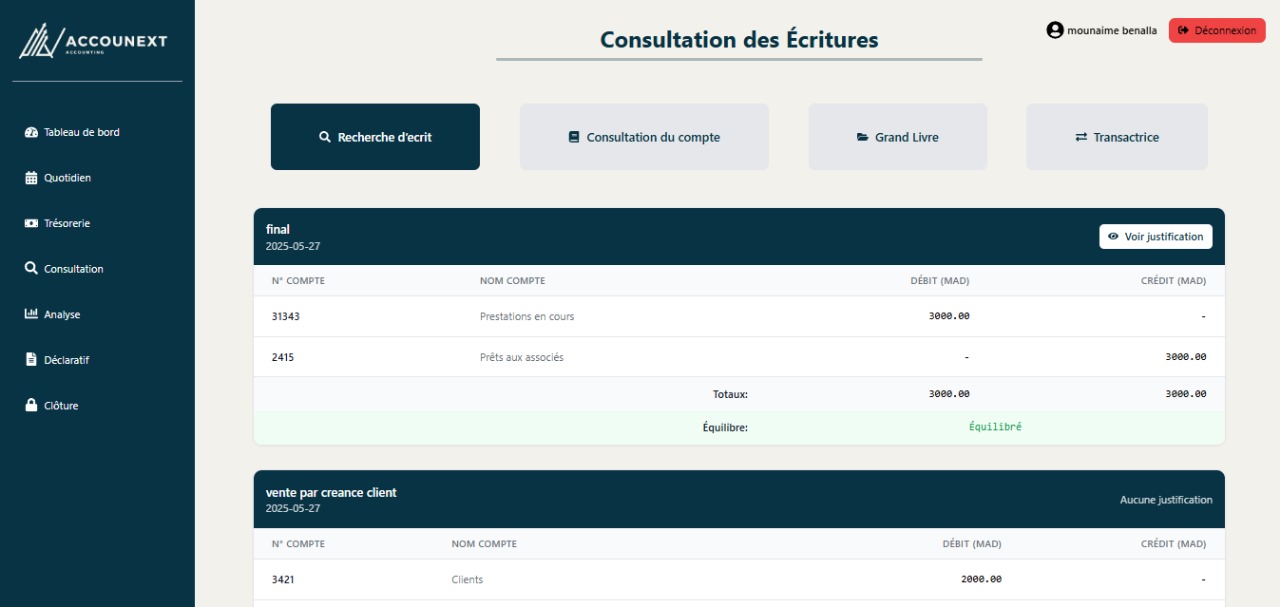 ACCOUNEXT
ACCOUNTING
Tableau de bord
Quotidien
Trésorerie
Consultation
Analyse
Déclaratif
Clôture
Consultation des Écritures
mounaime benalla
Déconnexion
Recherche d'ecrit
Consultation du compte
Grand Livre
Transactrice
final
2025-05-27
Voir justification
N° COMPTE NOM COMPTE DÉBIT (MAD) CRÉDIT (MAD)
31343 Prestations en cours 3000.00 -
2415 Prêts aux associés - 3000.00
Totaux: 3000.00 3000.00
Équilibre: Équilibré
vente par creance client
2025-05-27
Aucune justification
N° COMPTE NOM COMPTE DÉBIT (MAD) CRÉDIT (MAD)
3421 Clients 2000.00 -